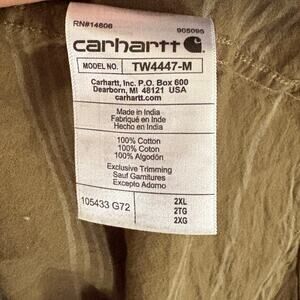 RN#14806 905095
carhartt
MODEL NO. TW4447-M
Carhartt, Inc. P.O. Box 600
Dearborn, MI 48121 USA
carhartt.com
Made in India
Fabriqué en Inde
Hecho en India
100% Cotton
100% Coton
100% Algodón
Exclusive Trimming
Sauf Garnitures
Excepto Adorno
105433 G72
2XL
2TG
2XG